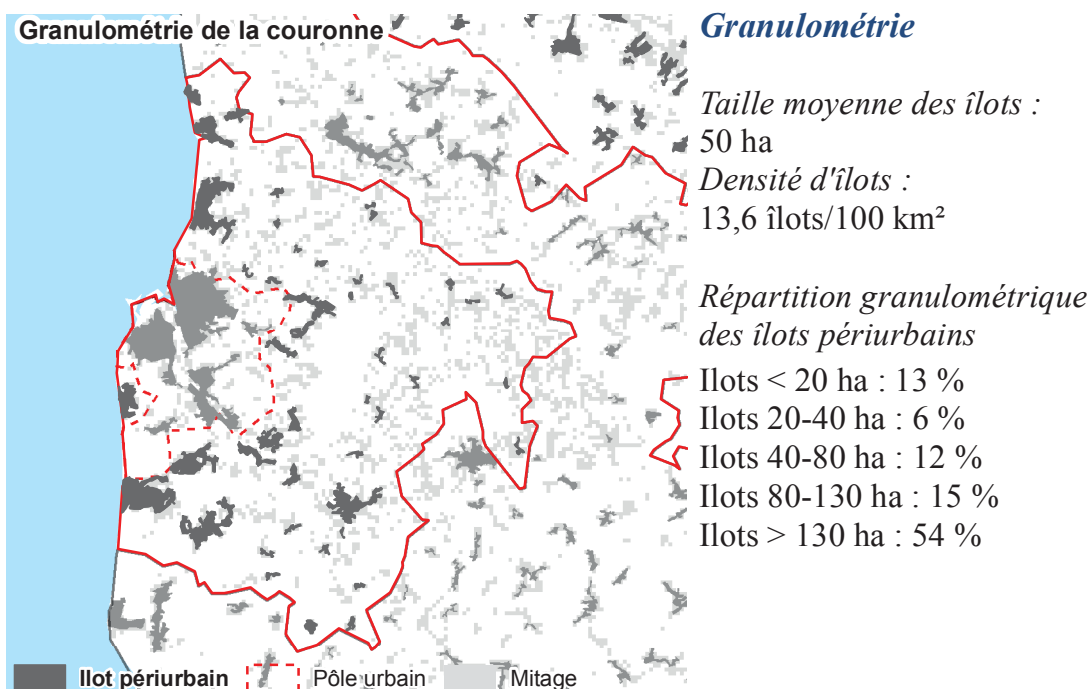 Granulométrie de la couronne
Granulométrie
Taille moyenne des îlots :
50 ha
Densité d'îlots :
13,6 îlots/100 km²
Répartition granulométrique
des îlots périurbains
Ilots < 20 ha : 13 %
Ilots 20-40 ha : 6 %
Ilots 40-80 ha : 12 %
Ilots 80-130 ha : 15 %
Ilots > 130 ha : 54 %
Ilot périurbain
Pôle urbain
Mitage